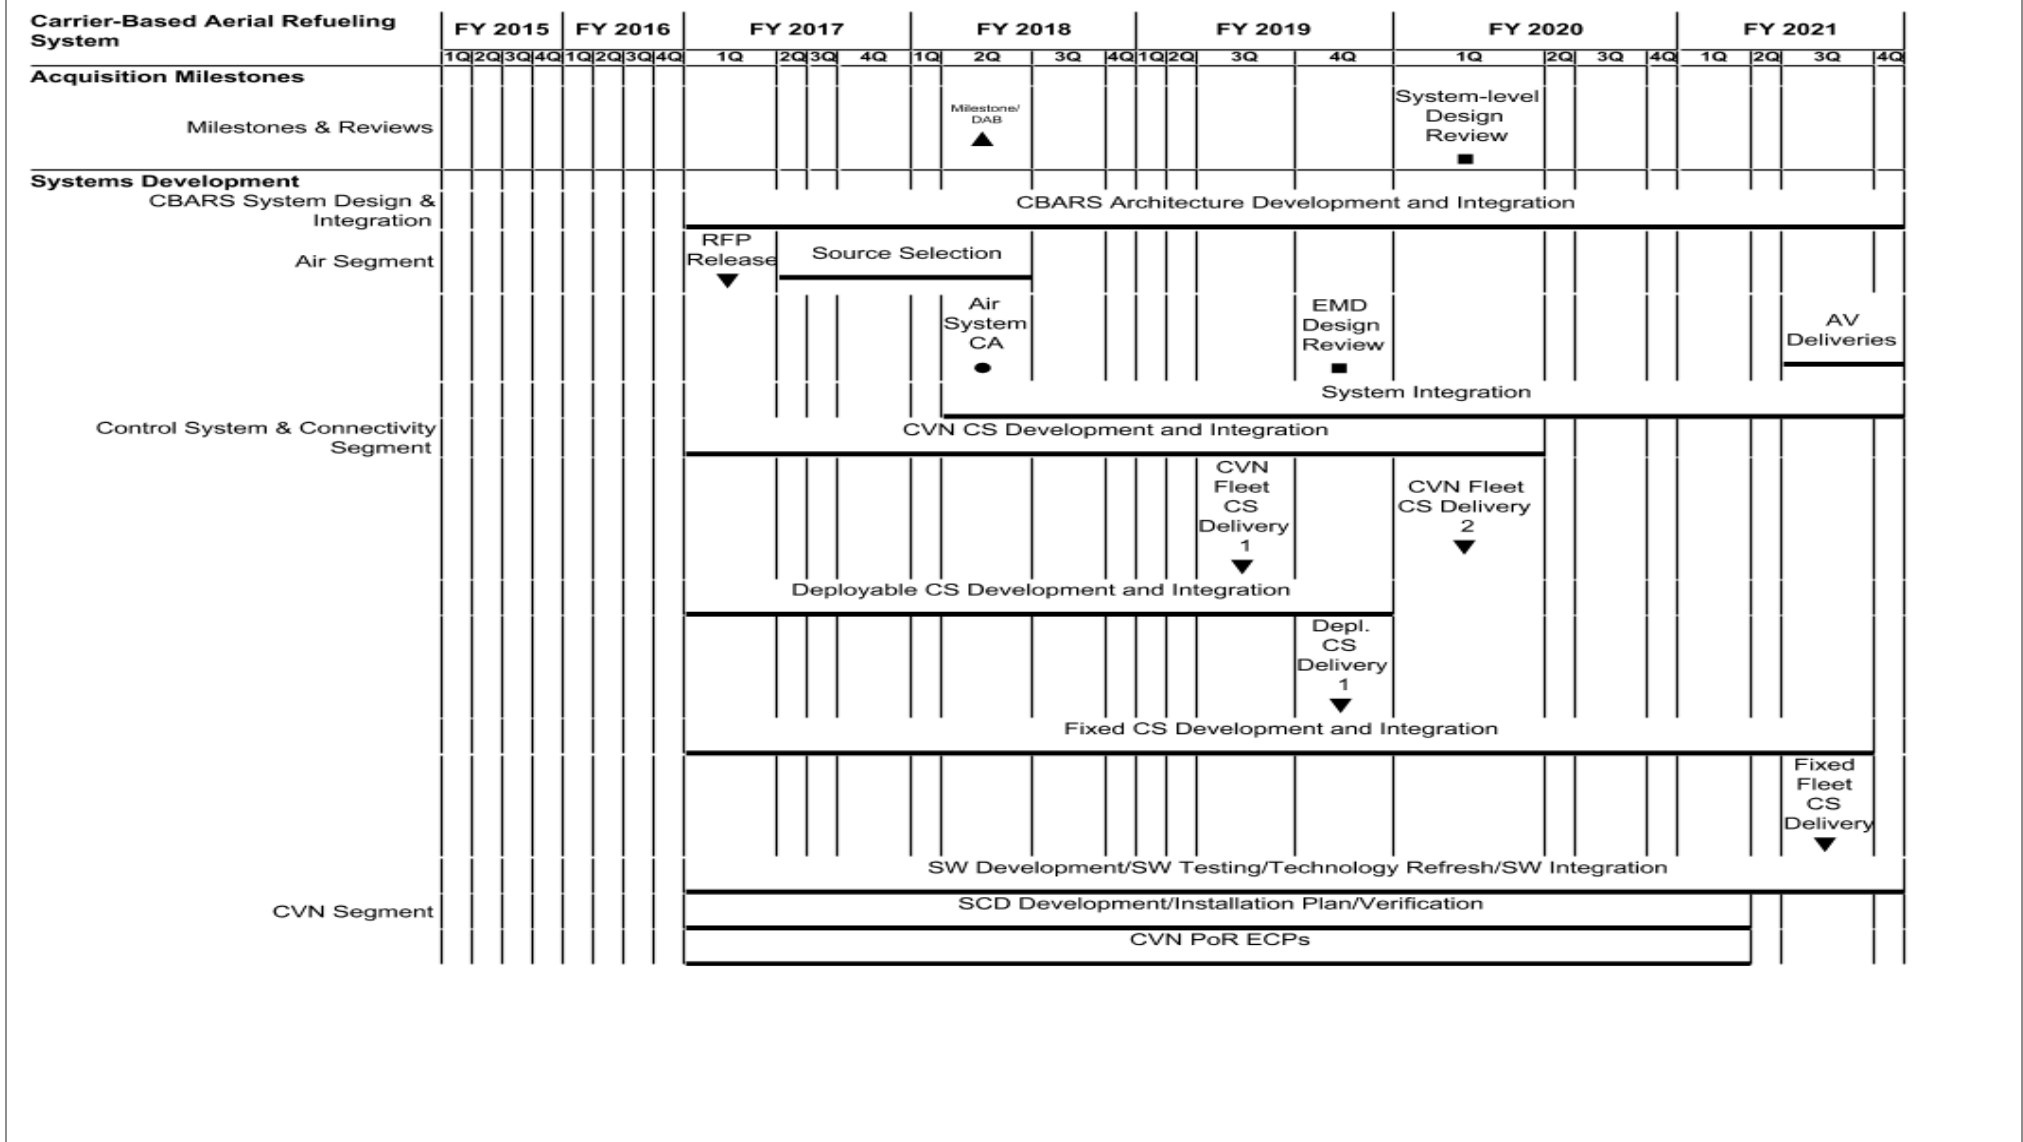 Carrier-Based Aerial Refueling
System
FY 2015 FY 2016 FY 2017 FY 2018 FY 2019 FY 2020 FY 2021
1Q 2Q 3Q 4Q 1Q 2Q 3Q 4Q 1Q 2Q 3Q 4Q 1Q 2Q 3Q 4Q 1Q 2Q 3Q 4Q 1Q 2Q 3Q 4Q 1Q 2Q 3Q 4Q
Acquisition Milestones
Milestones & Reviews
Milestone/
DAB
System-level
Design
Review
Systems Development
CBARS System Design &
Integration
CBARS Architecture Development and Integration
Air Segment
RFP
Release
Source Selection
Air
System
CA
EMD
Design
Review
AV
Deliveries
System Integration
Control System & Connectivity
Segment
CVN CS Development and Integration
CVN
Fleet
CS
Delivery
1
CVN Fleet
CS Delivery
2
Deployable CS Development and Integration
Depl.
CS
Delivery
1
Fixed CS Development and Integration
Fixed
Fleet
CS
Delivery
SW Development/SW Testing/Technology Refresh/SW Integration
CVN Segment
SCD Development/Installation Plan/Verification
CVN PoR ECPs